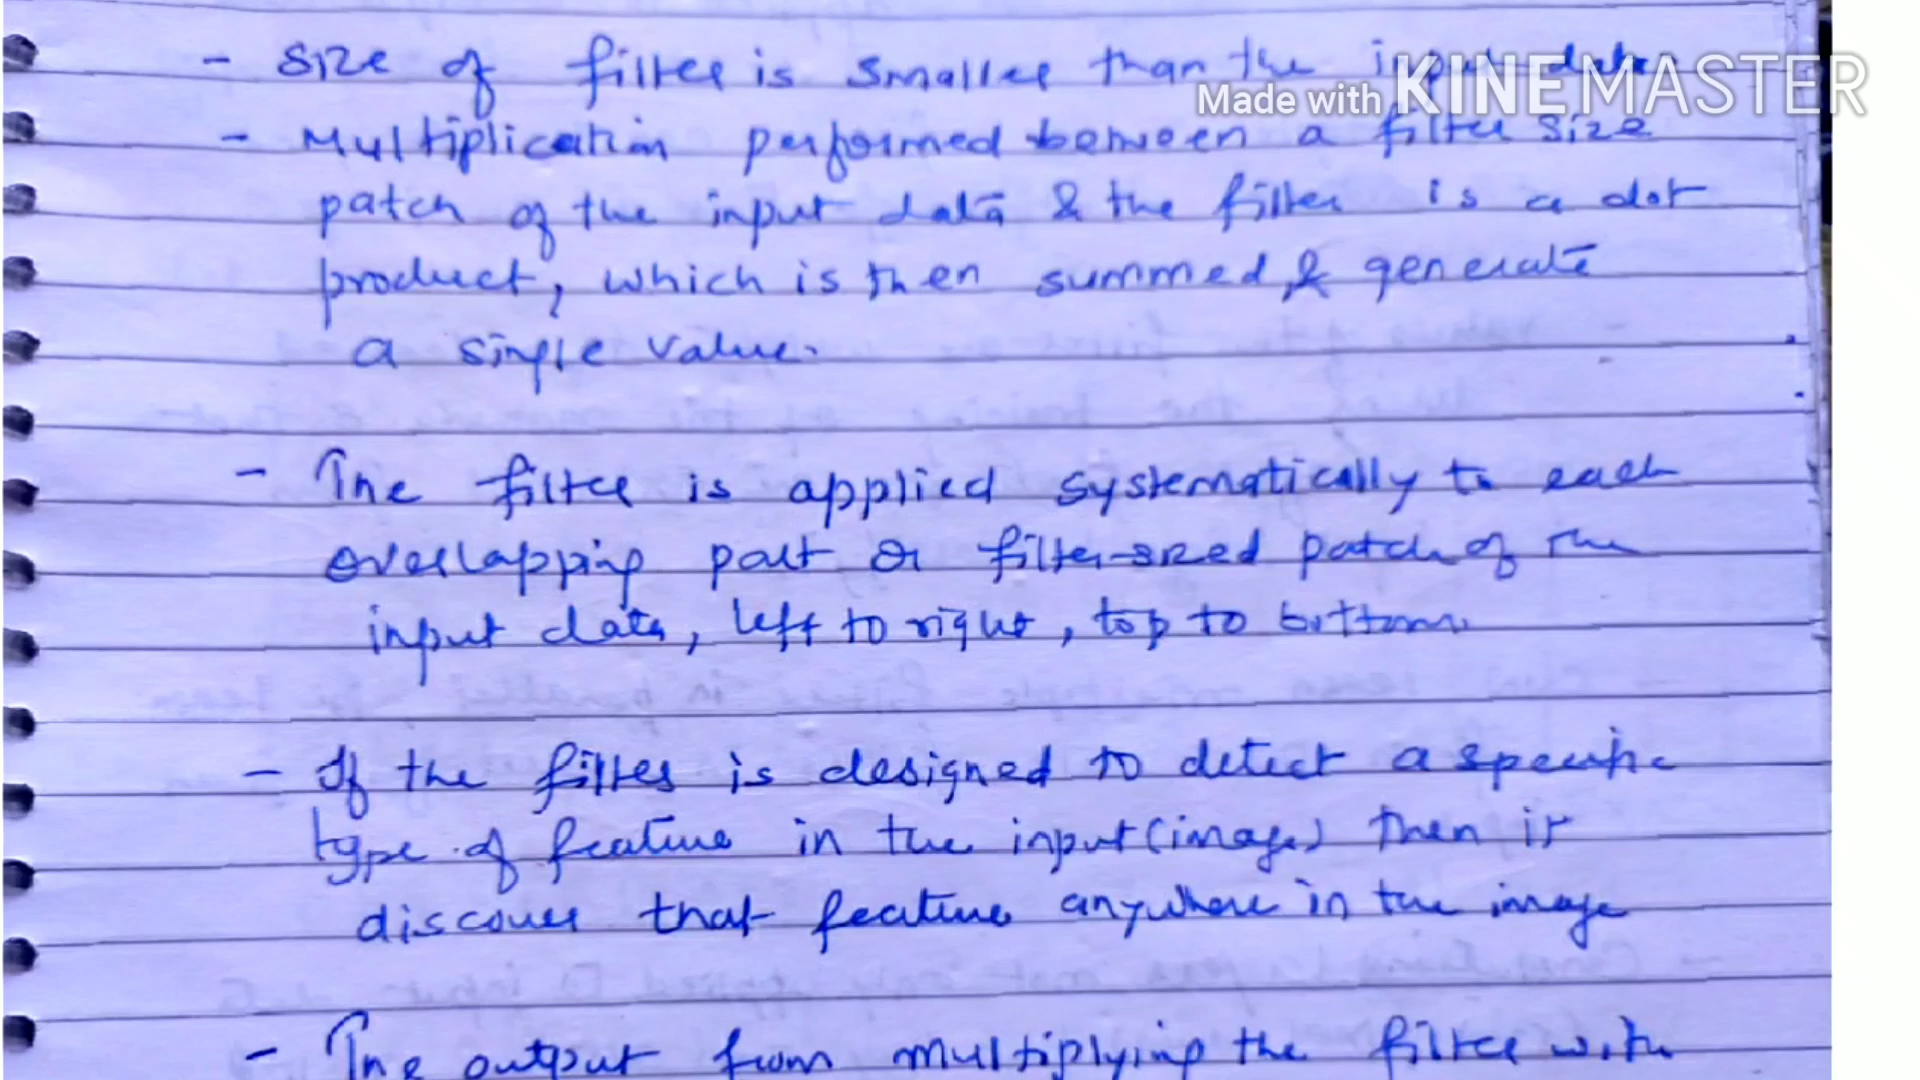 - Size of filter is smaller than the input data
Made with KINEMASTER
- Multiplication performed between a filter size
patch of the input data & the filter is a dot
product, which is then summed, & generate
a single value.
- The filter is applied systematically to each
overlapping part or filter-sized patch of the
input data, left to right, top to bottom.
- If the filter is designed to detect a specific
type of feature in the input (image) then it
discover that feature anywhere in the image
- The output from multiplying the filter with